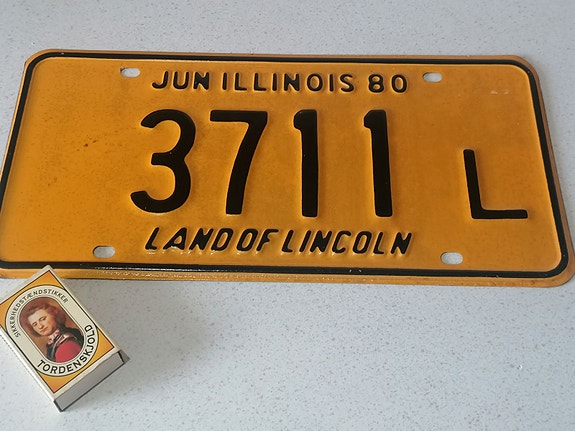 JUN ILLINOIS 80
3711 L
LAND OF LINCOLN
SIKKERHEDSTÆNDSTIKKER
TORDENSKJOLD